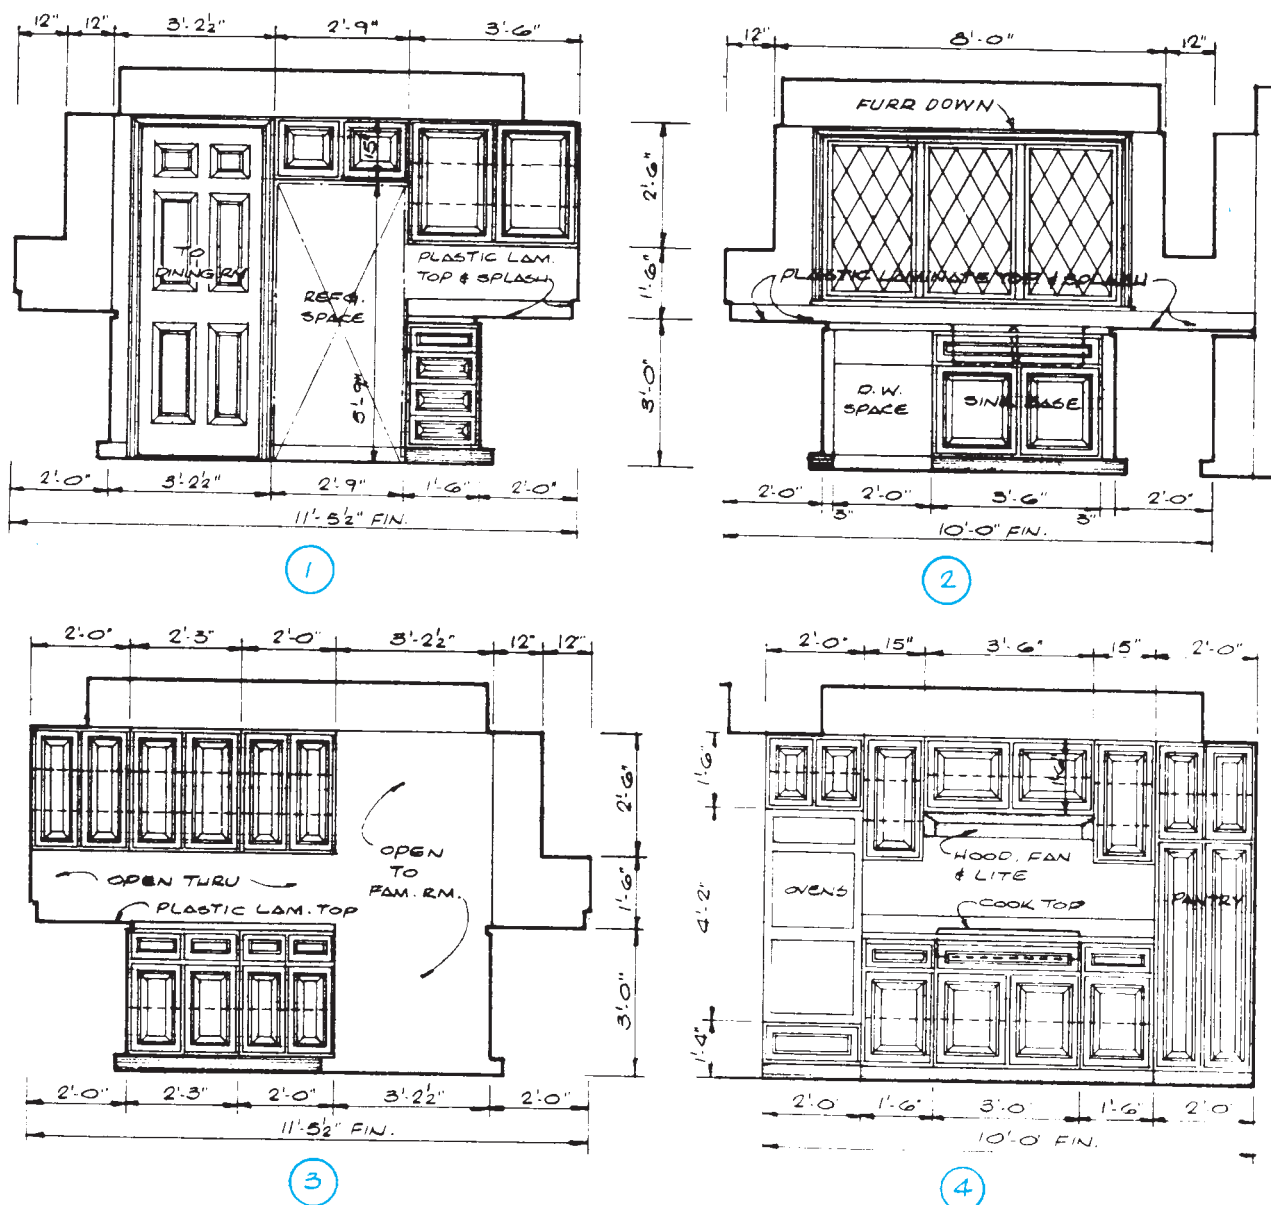 12" 12" 3'-2½" 2'-9" 3'-6"
15"
TO
DINING RM
REFG.
SPACE
PLASTIC LAM.
TOP & SPLASH
2'-6"
1'-6"
3'-0"
2'-0" 3'-2½" 2'-9" 1'-6" 2'-0"
11'-5½" FIN.
1
12" 8'-0" 12"
FURR DOWN
PLASTIC LAMINATE TOP & SPLASH
D.W.
SPACE
SINK BASE
2'-0" 3" 2'-0" 3'-6" 3" 2'-0"
10'-0" FIN.
2
2'-0" 2'-3" 2'-0" 3'-2½" 12" 12"
OPEN
TO
FAM. RM.
OPEN THRU
PLASTIC LAM. TOP
2'-6"
1'-6"
3'-0"
2'-0" 2'-3" 2'-0" 3'-2½" 2'-0"
11'-5½" FIN.
3
2'-0" 15" 3'-6" 15" 2'-0"
1'-6"
4'-2"
1'-4"
1'-6"
HOOD, FAN
& LITE
OVENS
COOK TOP
PANTRY
2'-0 1'-6" 3'-0 1'-6" 2'-0
10'-0' FIN.
4